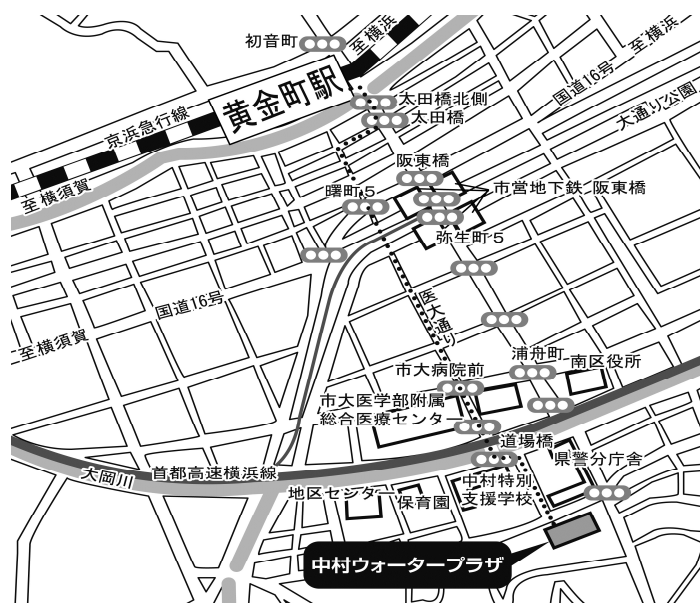 初音町
至横浜
至横浜
黄金町駅
太田橋北側
国道16号
太田橋
大通り公園
京浜急行線
至横須賀
阪東橋
曙町5
市営地下鉄 阪東橋
弥生町5
国道16号
医大通り
至横須賀
浦舟町
市大病院前
南区役所
市大医学部附属
総合医療センター
道場橋
県警分庁舎
大岡川
首都高速横浜線
地区センター
保育園
中村特別
支援学校
中村ウォータープラザ